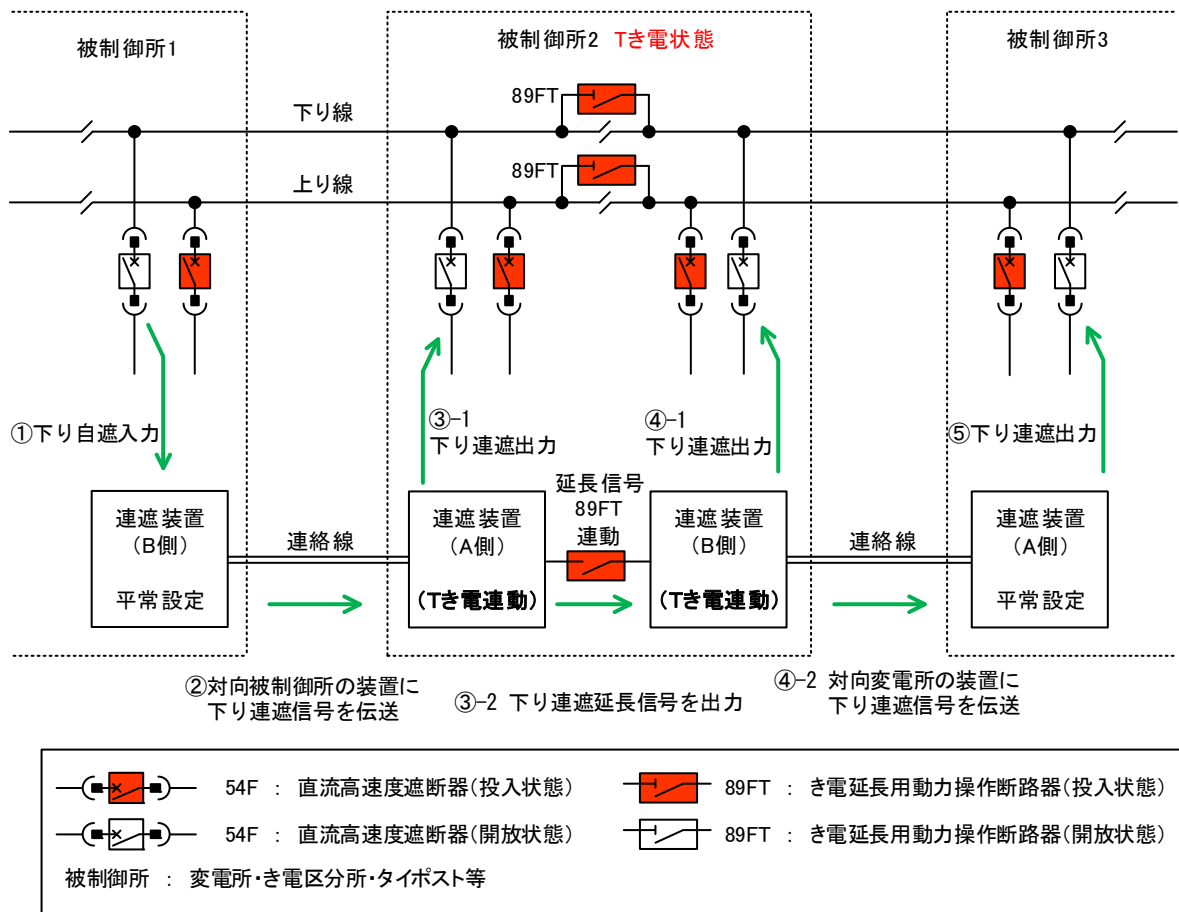 被制御所1
被制御所2 Tき電状態
被制御所3
89FT
下り線
89FT
上り線
①下り自遮入力
③-1
下り連遮出力
④-1
下り連遮出力
⑤下り連遮出力
延長信号
89FT
連動
連遮装置
(B側)
平常設定
連絡線
連遮装置
(A側)
(Tき電連動)
連遮装置
(B側)
(Tき電連動)
連絡線
連遮装置
(A側)
平常設定
②対向被制御所の装置に
下り連遮信号を伝送
③-2 下り連遮延長信号を出力
④-2 対向変電所の装置に
下り連遮信号を伝送
54F : 直流高速度遮断器(投入状態)
89FT : き電延長用動力操作断路器(投入状態)
54F : 直流高速度遮断器(開放状態)
89FT : き電延長用動力操作断路器(開放状態)
被制御所 : 変電所・き電区分所・タイポスト等